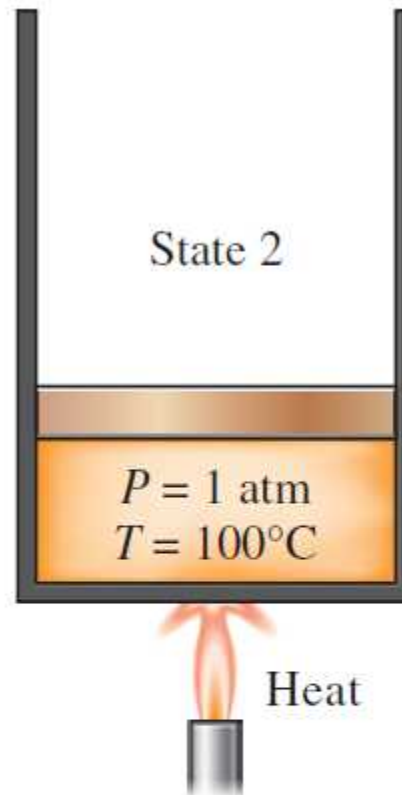 State 2
P = 1 atm
T = 100°C
Heat